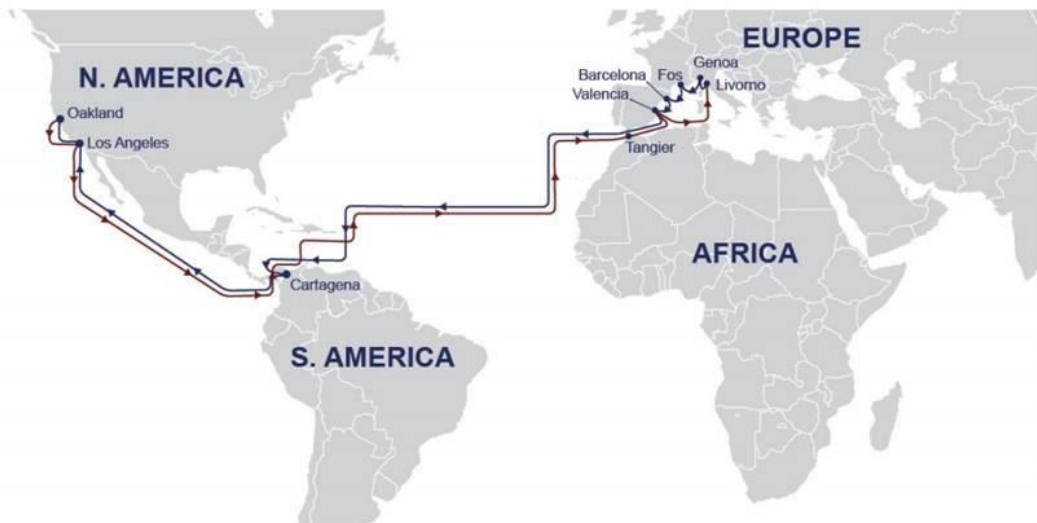 EUROPE
N. AMERICA
Genoa
Barcelona
Fos
Livorno
Valencia
Oakland
Los Angeles
Tangier
AFRICA
Cartagena
S. AMERICA